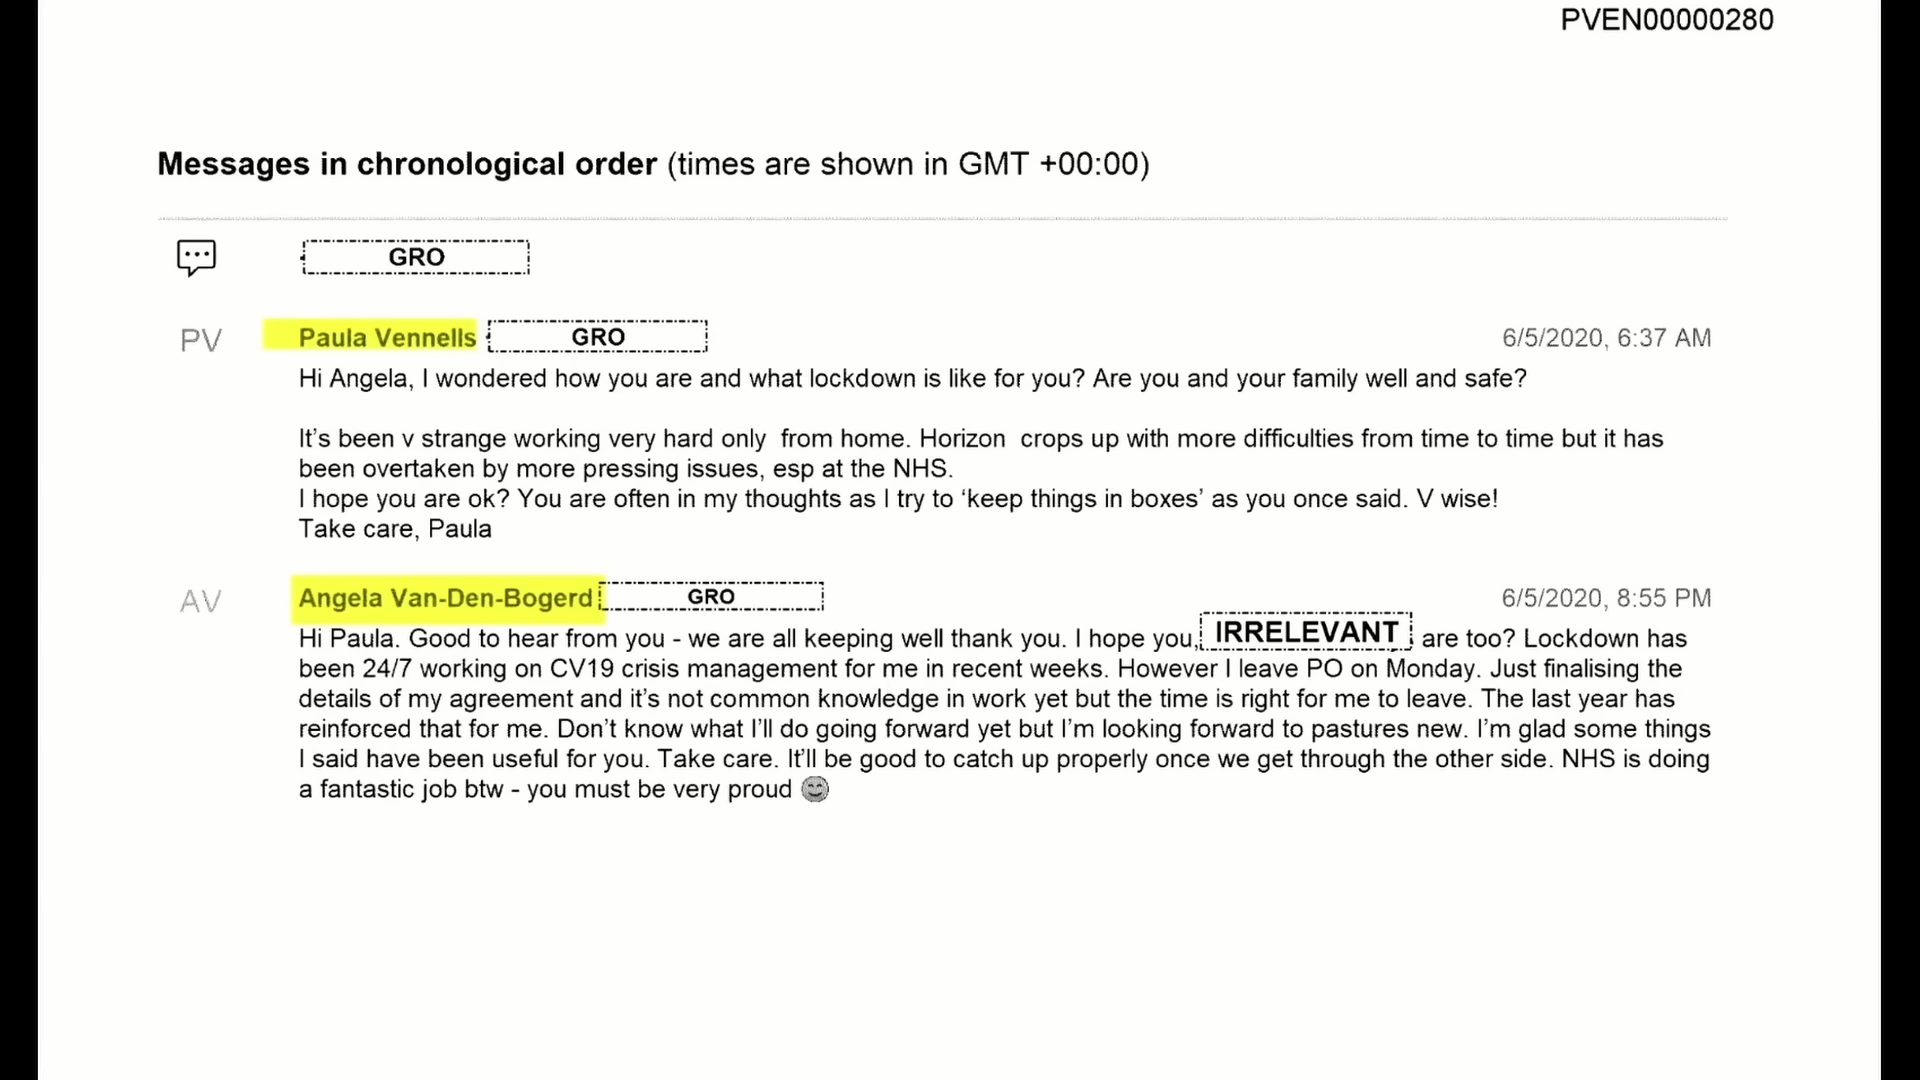 PVEN00000280
Messages in chronological order (times are shown in GMT +00:00)
GRO
PV Paula Vennells GRO 6/5/2020, 6:37 AM
Hi Angela, I wondered how you are and what lockdown is like for you? Are you and your family well and safe?
It's been v strange working very hard only  from home. Horizon  crops up with more difficulties from time to time but it has
been overtaken by more pressing issues, esp at the NHS.
I hope you are ok? You are often in my thoughts as I try to ‘keep things in boxes’ as you once said. V wise!
Take care, Paula
AV Angela Van-Den-Bogerd GRO 6/5/2020, 8:55 PM
Hi Paula. Good to hear from you - we are all keeping well thank you. I hope you, IRRELEVANT are too? Lockdown has
been 24/7 working on CV19 crisis management for me in recent weeks. However I leave PO on Monday. Just finalising the
details of my agreement and it's not common knowledge in work yet but the time is right for me to leave. The last year has
reinforced that for me. Don't know what I'll do going forward yet but I'm looking forward to pastures new. I'm glad some things
I said have been useful for you. Take care. It'll be good to catch up properly once we get through the other side. NHS is doing
a fantastic job btw - you must be very proud 😊